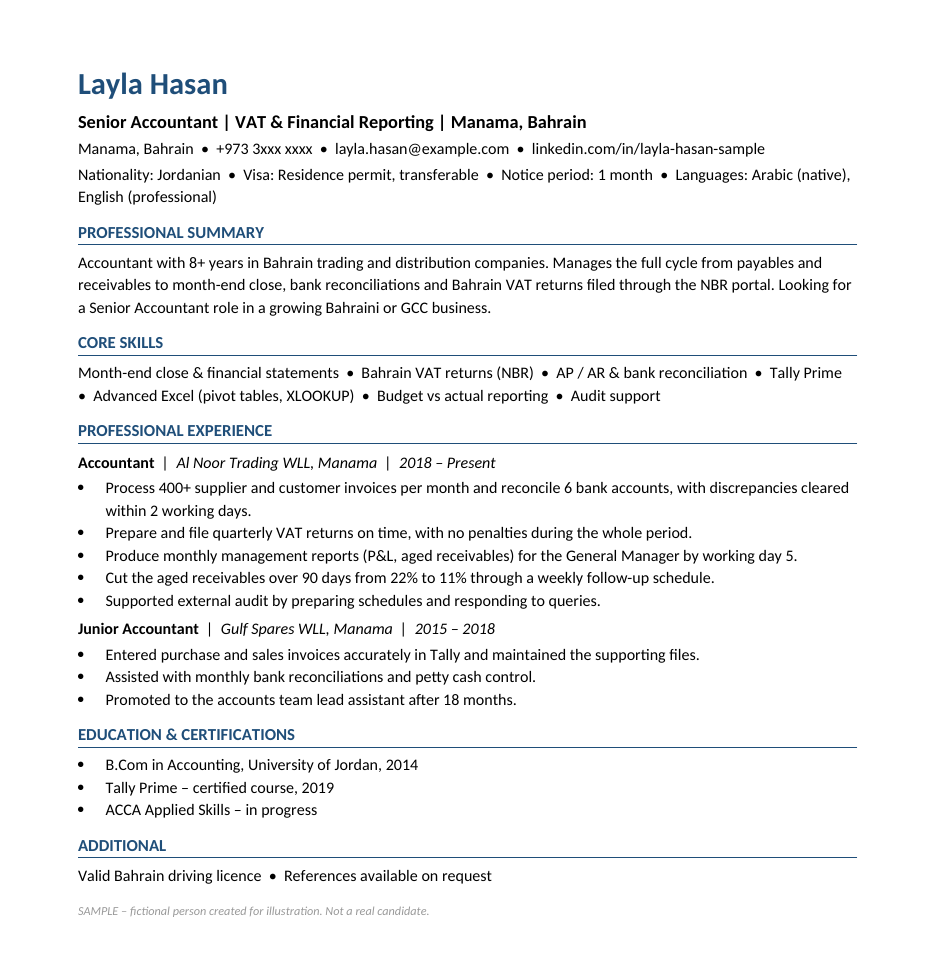 Layla Hasan
Senior Accountant | VAT & Financial Reporting | Manama, Bahrain
Manama, Bahrain • +973 3xxx xxxx • layla.hasan@example.com • linkedin.com/in/layla-hasan-sample
Nationality: Jordanian • Visa: Residence permit, transferable • Notice period: 1 month • Languages: Arabic (native),
English (professional)
PROFESSIONAL SUMMARY
Accountant with 8+ years in Bahrain trading and distribution companies. Manages the full cycle from payables and
receivables to month-end close, bank reconciliations and Bahrain VAT returns filed through the NBR portal. Looking for
a Senior Accountant role in a growing Bahraini or GCC business.
CORE SKILLS
Month-end close & financial statements • Bahrain VAT returns (NBR) • AP / AR & bank reconciliation • Tally Prime
• Advanced Excel (pivot tables, XLOOKUP) • Budget vs actual reporting • Audit support
PROFESSIONAL EXPERIENCE
Accountant | Al Noor Trading WLL, Manama | 2018 – Present
• Process 400+ supplier and customer invoices per month and reconcile 6 bank accounts, with discrepancies cleared
within 2 working days.
• Prepare and file quarterly VAT returns on time, with no penalties during the whole period.
• Produce monthly management reports (P&L, aged receivables) for the General Manager by working day 5.
• Cut the aged receivables over 90 days from 22% to 11% through a weekly follow-up schedule.
• Supported external audit by preparing schedules and responding to queries.
Junior Accountant | Gulf Spares WLL, Manama | 2015 – 2018
• Entered purchase and sales invoices accurately in Tally and maintained the supporting files.
• Assisted with monthly bank reconciliations and petty cash control.
• Promoted to the accounts team lead assistant after 18 months.
EDUCATION & CERTIFICATIONS
• B.Com in Accounting, University of Jordan, 2014
• Tally Prime – certified course, 2019
• ACCA Applied Skills – in progress
ADDITIONAL
Valid Bahrain driving licence • References available on request
SAMPLE – fictional person created for illustration. Not a real candidate.